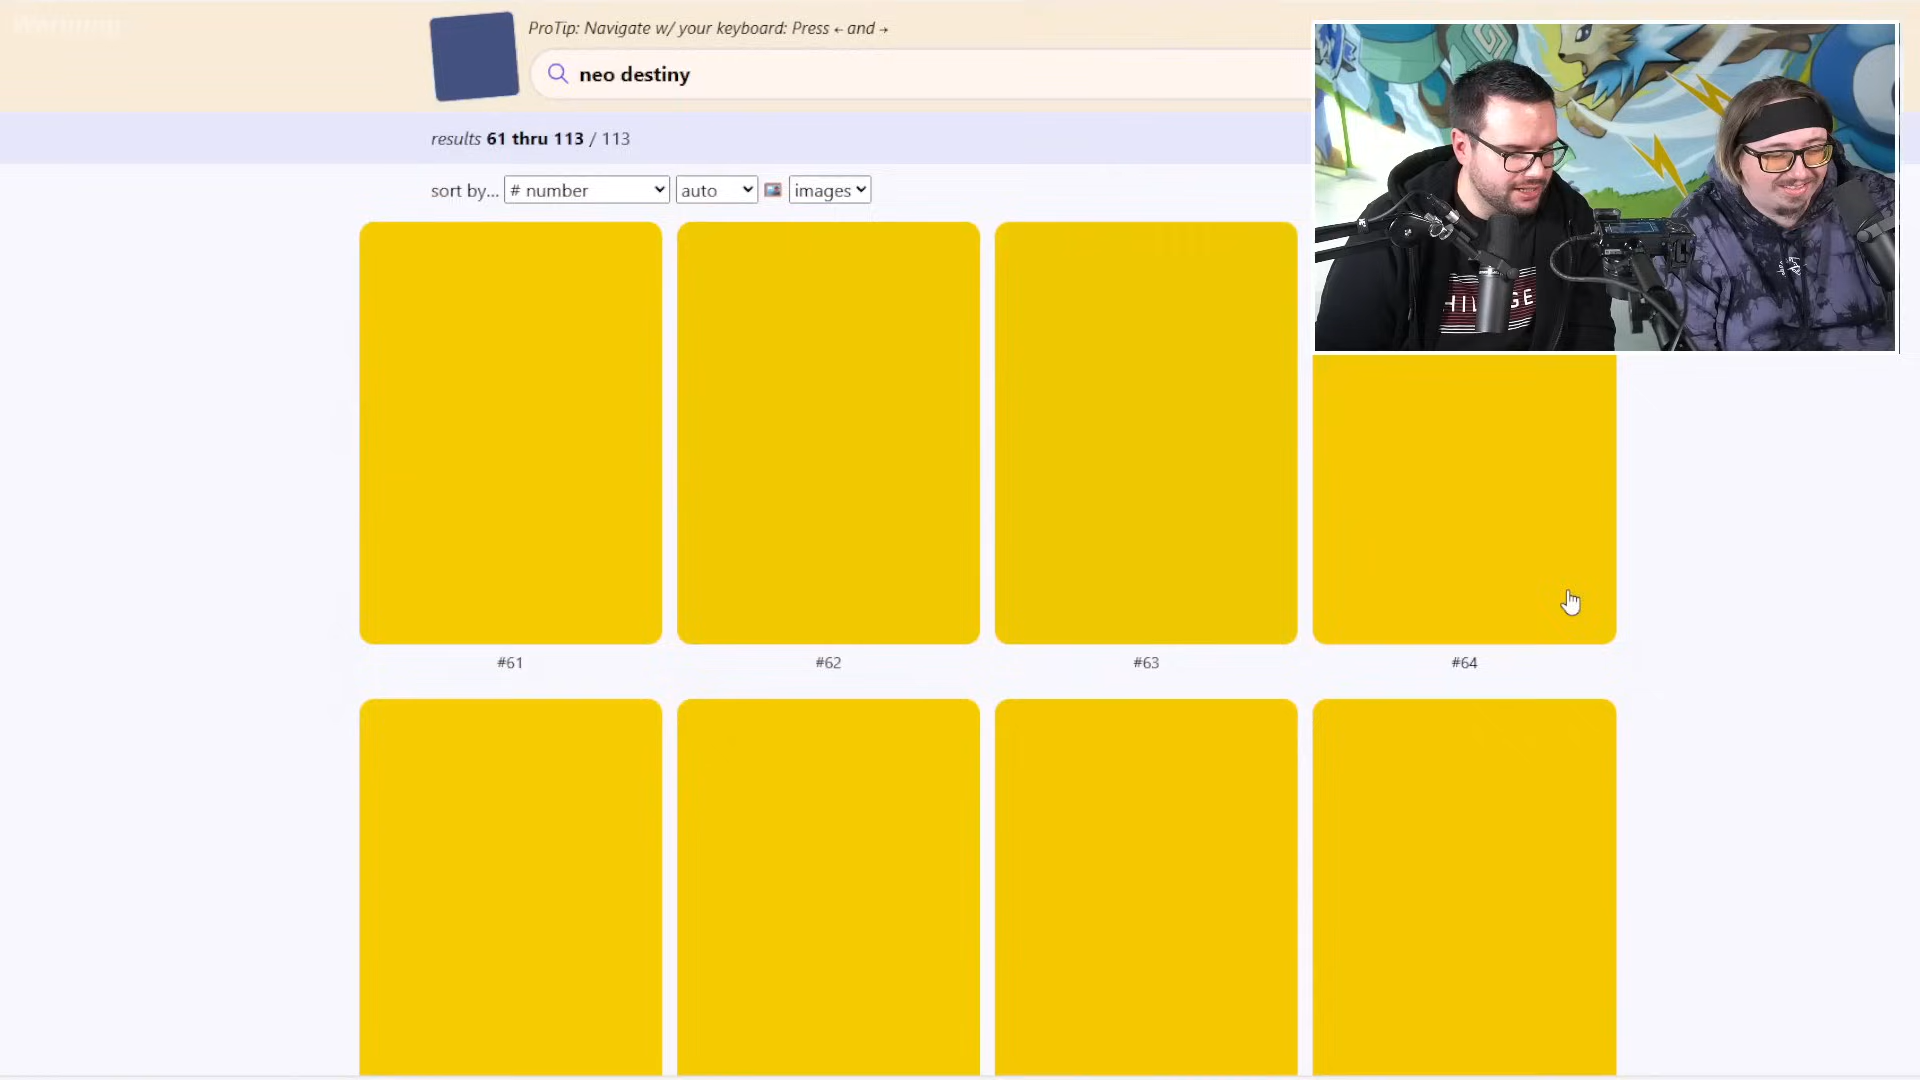 ProTip: Navigate w/ your keyboard: Press ← and →
neo destiny
results 61 thru 113 / 113
sort by... # number auto images
#61 #62 #63 #64